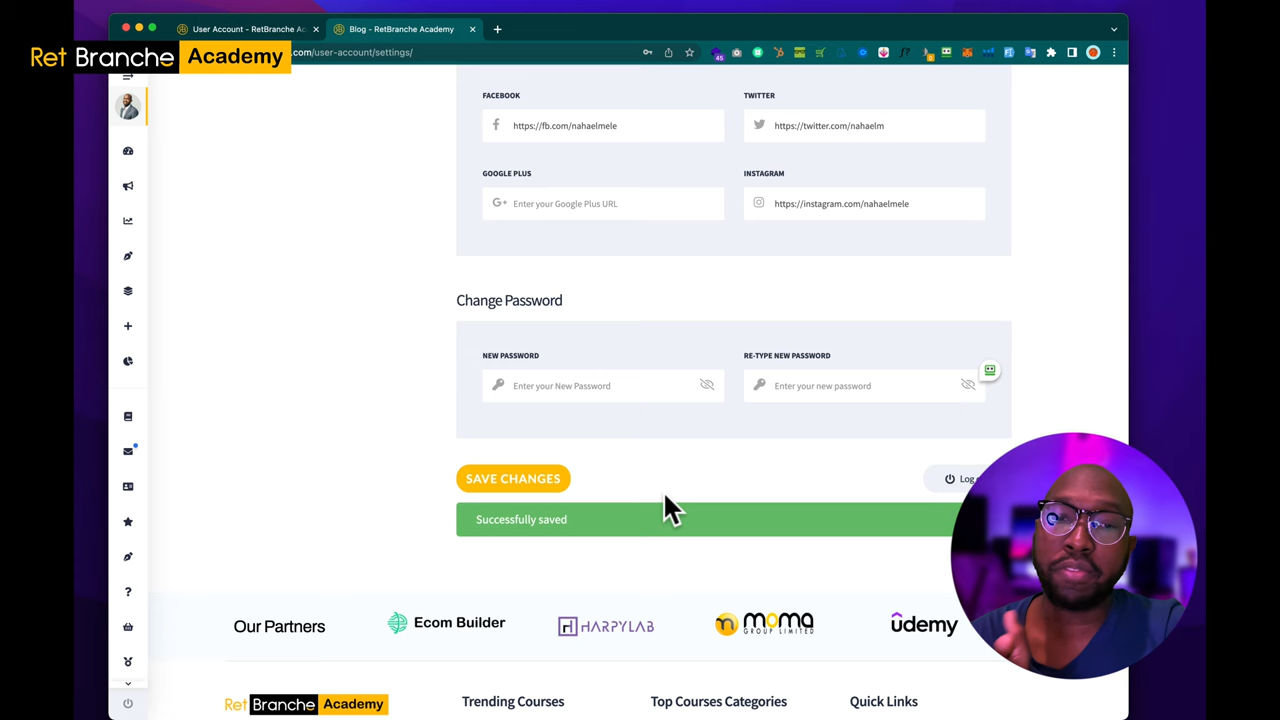 User Account - RetBranche Ac
Blog - RetBranche Academy
Ret Branche Academy
.com/user-account/settings/
45
FACEBOOK
TWITTER
https://fb.com/nahaelmele
https://twitter.com/nahaelm
GOOGLE PLUS
INSTAGRAM
Enter your Google Plus URL
https://instagram.com/nahaelmele
Change Password
NEW PASSWORD
RE-TYPE NEW PASSWORD
Enter your New Password
Enter your new password
SAVE CHANGES
Log
Successfully saved
Our Partners
Ecom Builder
HARPYLAB
moma
GROUP LIMITED
ûdemy
Ret Branche Academy
Trending Courses
Top Courses Categories
Quick Links